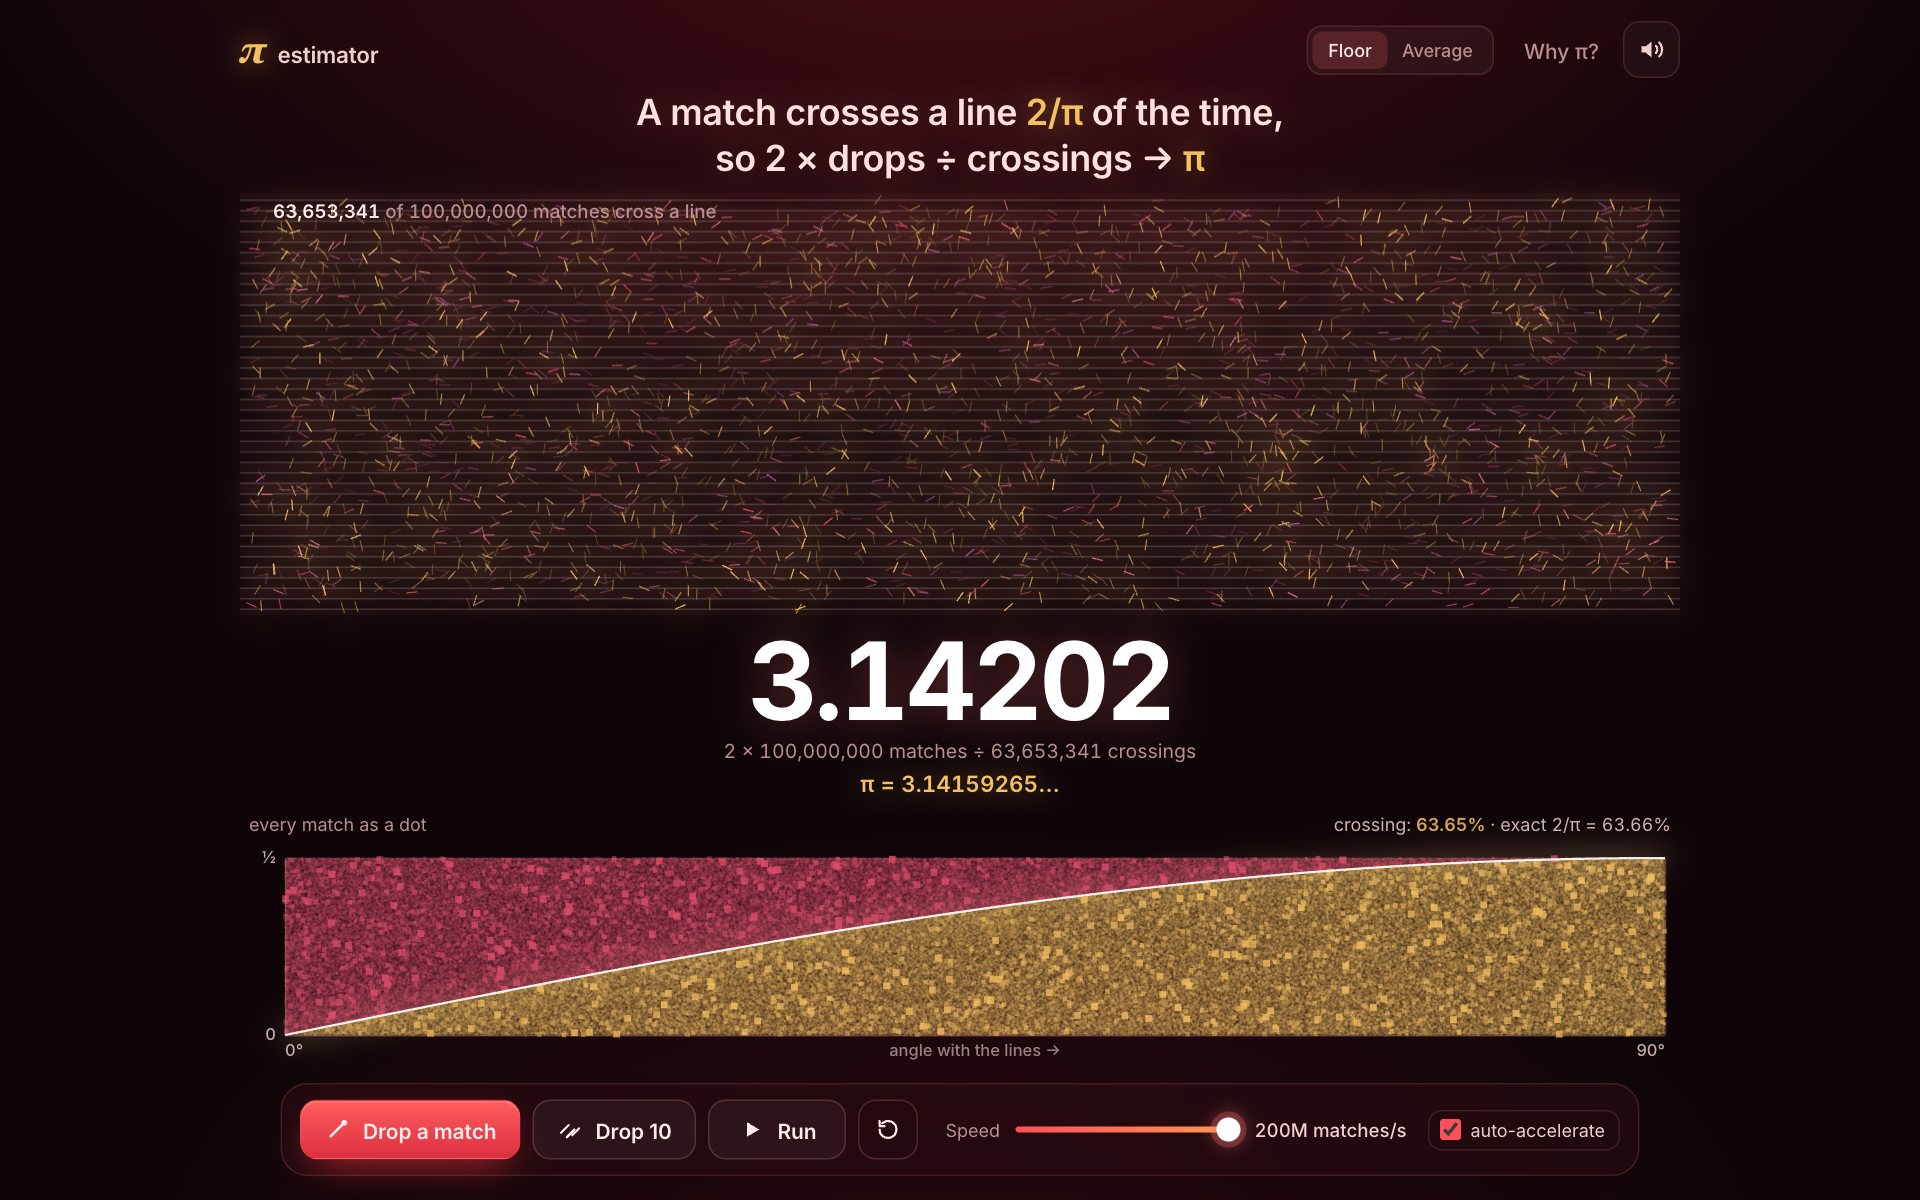 π estimator
Floor Average Why π?
A match crosses a line 2/π of the time,
so 2 × drops ÷ crossings → π
63,653,341 of 100,000,000 matches cross a line
3.14202
2 × 100,000,000 matches ÷ 63,653,341 crossings
π = 3.14159265...
every match as a dot
crossing: 63.65% · exact 2/π = 63.66%
½
0
0°
angle with the lines →
90°
Drop a match
Drop 10
Run
Speed
200M matches/s
auto-accelerate